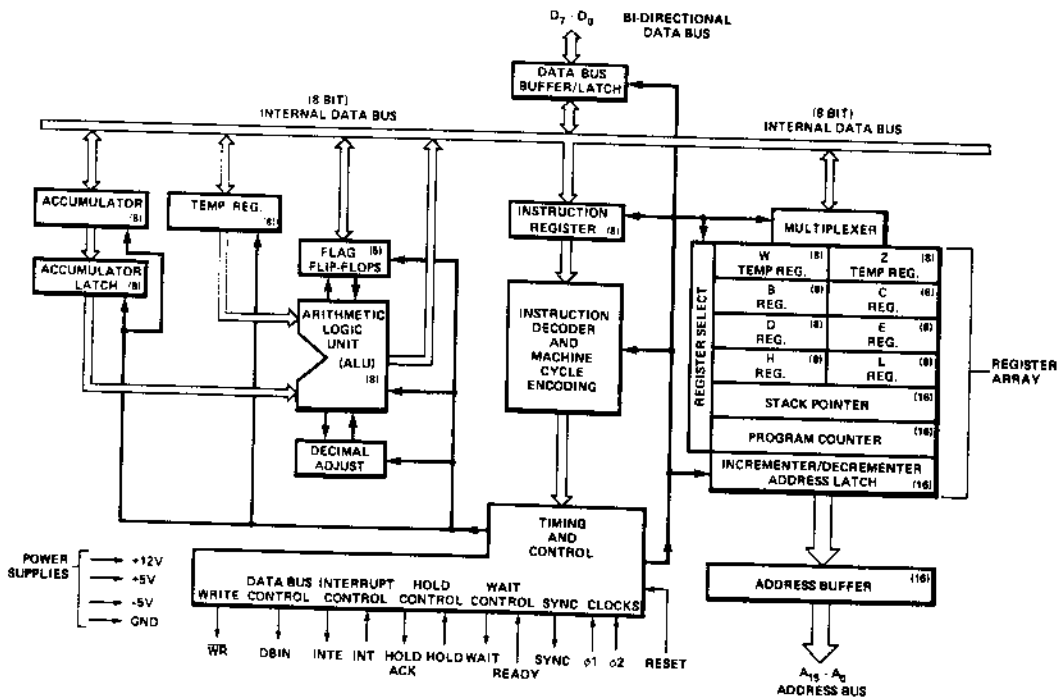 D7 - D0 BI-DIRECTIONAL
DATA BUS
DATA BUS
BUFFER/LATCH
(8 BIT)
INTERNAL DATA BUS
(8 BIT)
INTERNAL DATA BUS
ACCUMULATOR
(8)
TEMP REG.
(8)
INSTRUCTION
REGISTER (8)
MULTIPLEXER
ACCUMULATOR
LATCH (8)
(5)
FLAG
FLIP-FLOPS
ARITHMETIC
LOGIC
UNIT
(ALU)
(8)
DECIMAL
ADJUST
INSTRUCTION
DECODER
AND
MACHINE
CYCLE
ENCODING
REGISTER SELECT
W (8)
TEMP REG.
Z (8)
TEMP REG.
B (8)
REG.
C (8)
REG.
D (8)
REG.
E (8)
REG.
H (8)
REG.
L (8)
REG.
STACK POINTER (16)
PROGRAM COUNTER (16)
INCREMENTER/DECREMENTER
ADDRESS LATCH (16)
REGISTER
ARRAY
TIMING
AND
CONTROL
POWER
SUPPLIES
+12V
+5V
-5V
GND
WRITE
DATA BUS
CONTROL
INTERRUPT
CONTROL
HOLD
CONTROL
WAIT
CONTROL
SYNC
CLOCKS
W̅R̅
DBIN
INTE
INT
HOLD
ACK
HOLD
WAIT
READY
SYNC
φ1
φ2
RESET
ADDRESS BUFFER (16)
A15 - A0
ADDRESS BUS